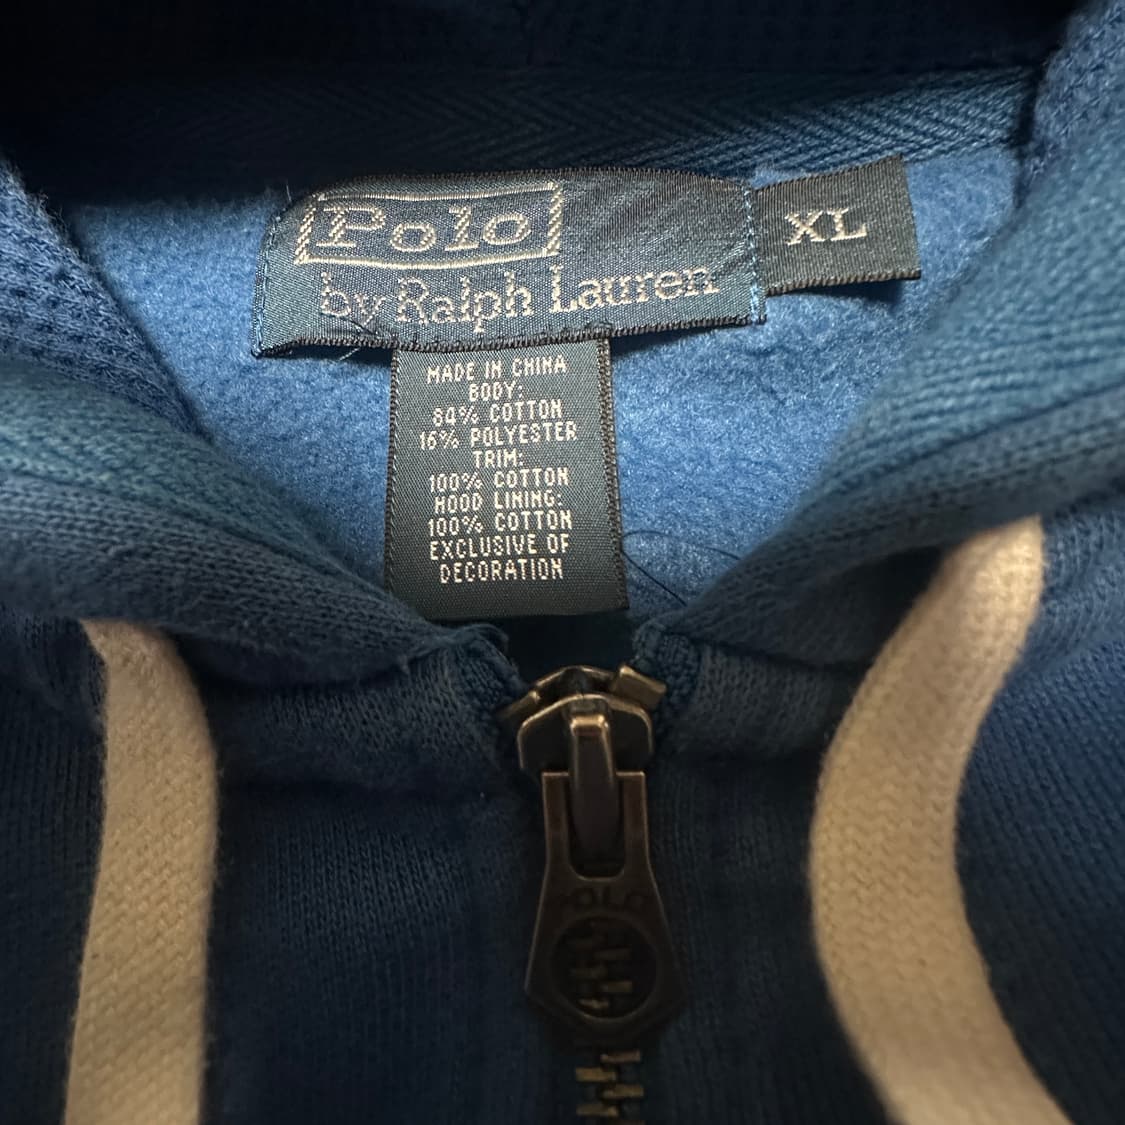 Polo
by Ralph Lauren
XL
MADE IN CHINA
BODY:
84% COTTON
16% POLYESTER
TRIM:
100% COTTON
HOOD LINING:
100% COTTON
EXCLUSIVE OF
DECORATION